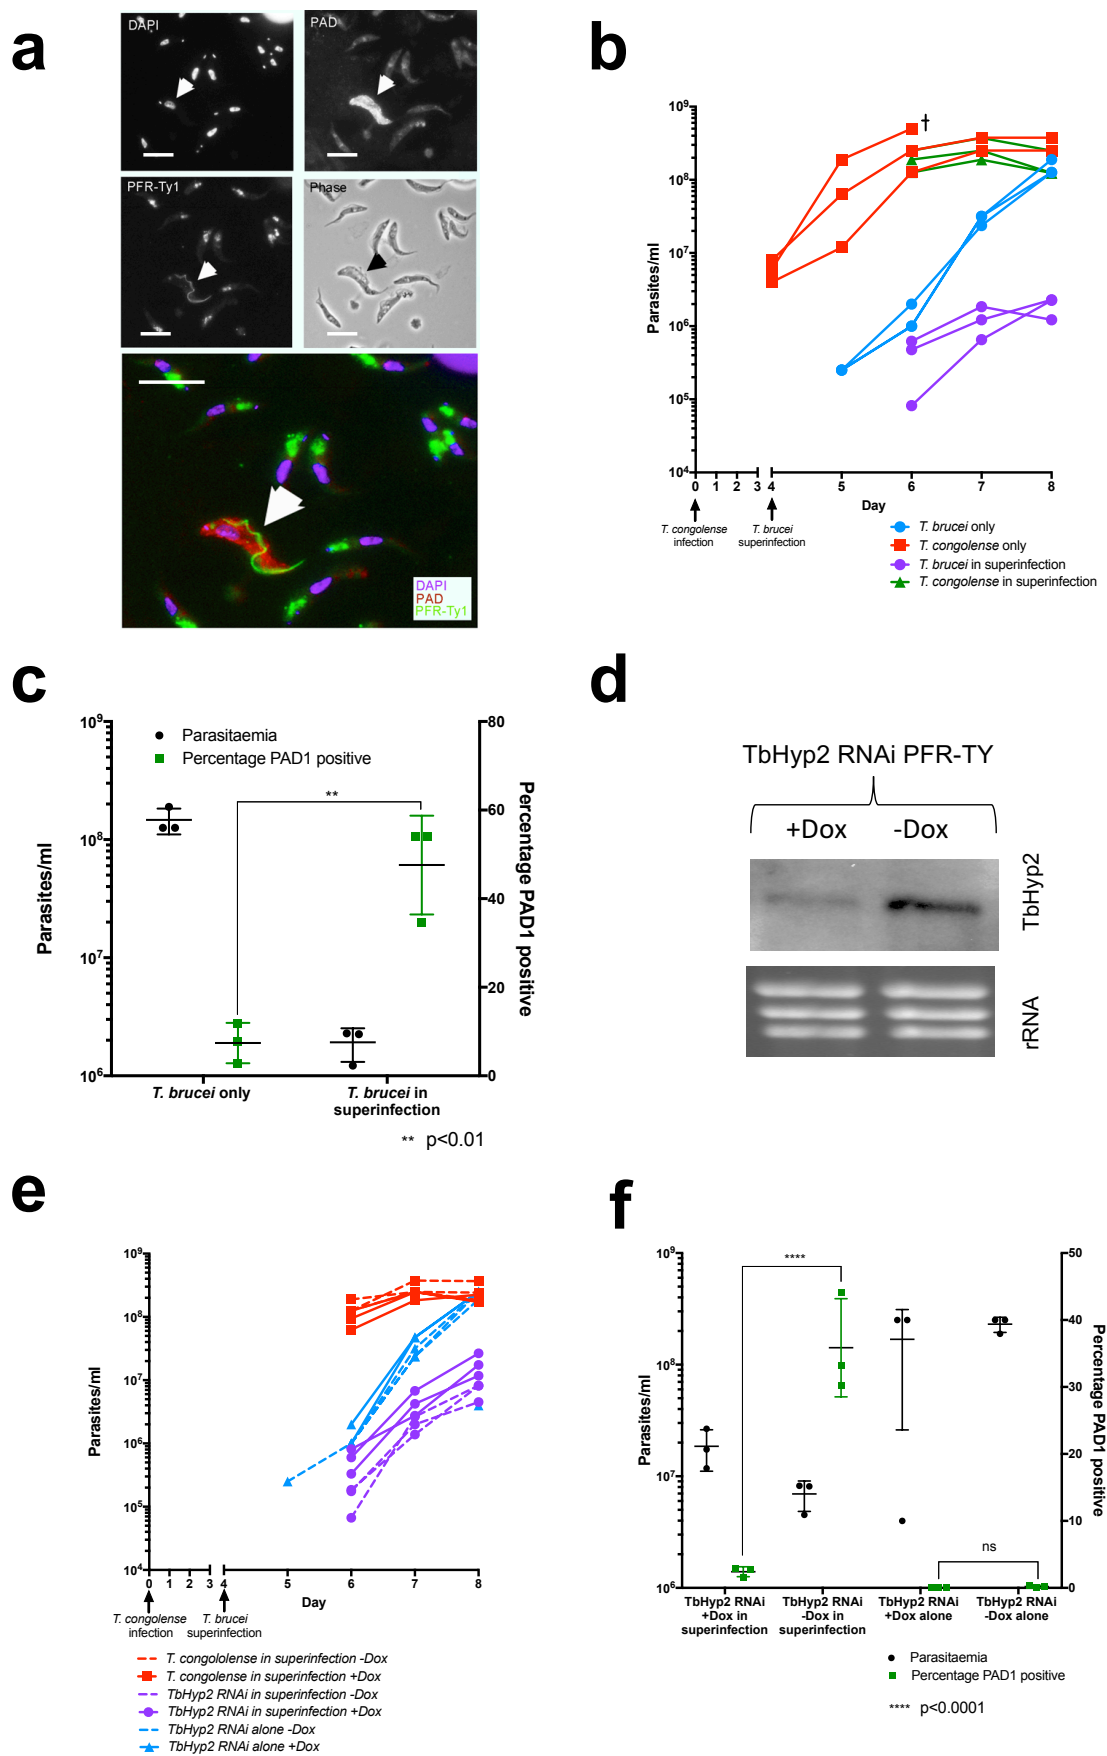 a
DAPI
PAD
PFR-Ty1
Phase
DAPI
PAD
PFR-Ty1
b
Parasites/ml
10⁹
10⁸
10⁷
10⁶
10⁵
10⁴
0 1 2 3 4 5 6 7 8
†
Day
T. congolense
infection
T. brucei
superinfection
T. brucei only
T. congolense only
T. brucei in superinfection
T. congolense in superinfection
c
Parasitaemia
Percentage PAD1 positive
Parasites/ml
10⁹
10⁸
10⁷
10⁶
**
80
60
40
20
0
Percentage PAD1 positive
T. brucei only
T. brucei in
superinfection
** p<0.01
d
TbHyp2 RNAi PFR-TY
+Dox -Dox
TbHyp2
rRNA
e
Parasites/ml
10⁹
10⁸
10⁷
10⁶
10⁵
10⁴
0 1 2 3 4 5 6 7 8
Day
T. congolense
infection
T. brucei
superinfection
T. congololense in superinfection -Dox
T. congolense in superinfection +Dox
TbHyp2 RNAi in superinfection -Dox
TbHyp2 RNAi in superinfection +Dox
TbHyp2 RNAi alone -Dox
TbHyp2 RNAi alone +Dox
f
Parasites/ml
10⁹
10⁸
10⁷
10⁶
****
ns
50
40
30
20
10
0
Percentage PAD1 positive
TbHyp2 RNAi
+Dox in
superinfection
TbHyp2 RNAi
-Dox in
superinfection
TbHyp2 RNAi
+Dox alone
TbHyp2 RNAi
-Dox alone
Parasitaemia
Percentage PAD1 positive
**** p<0.0001